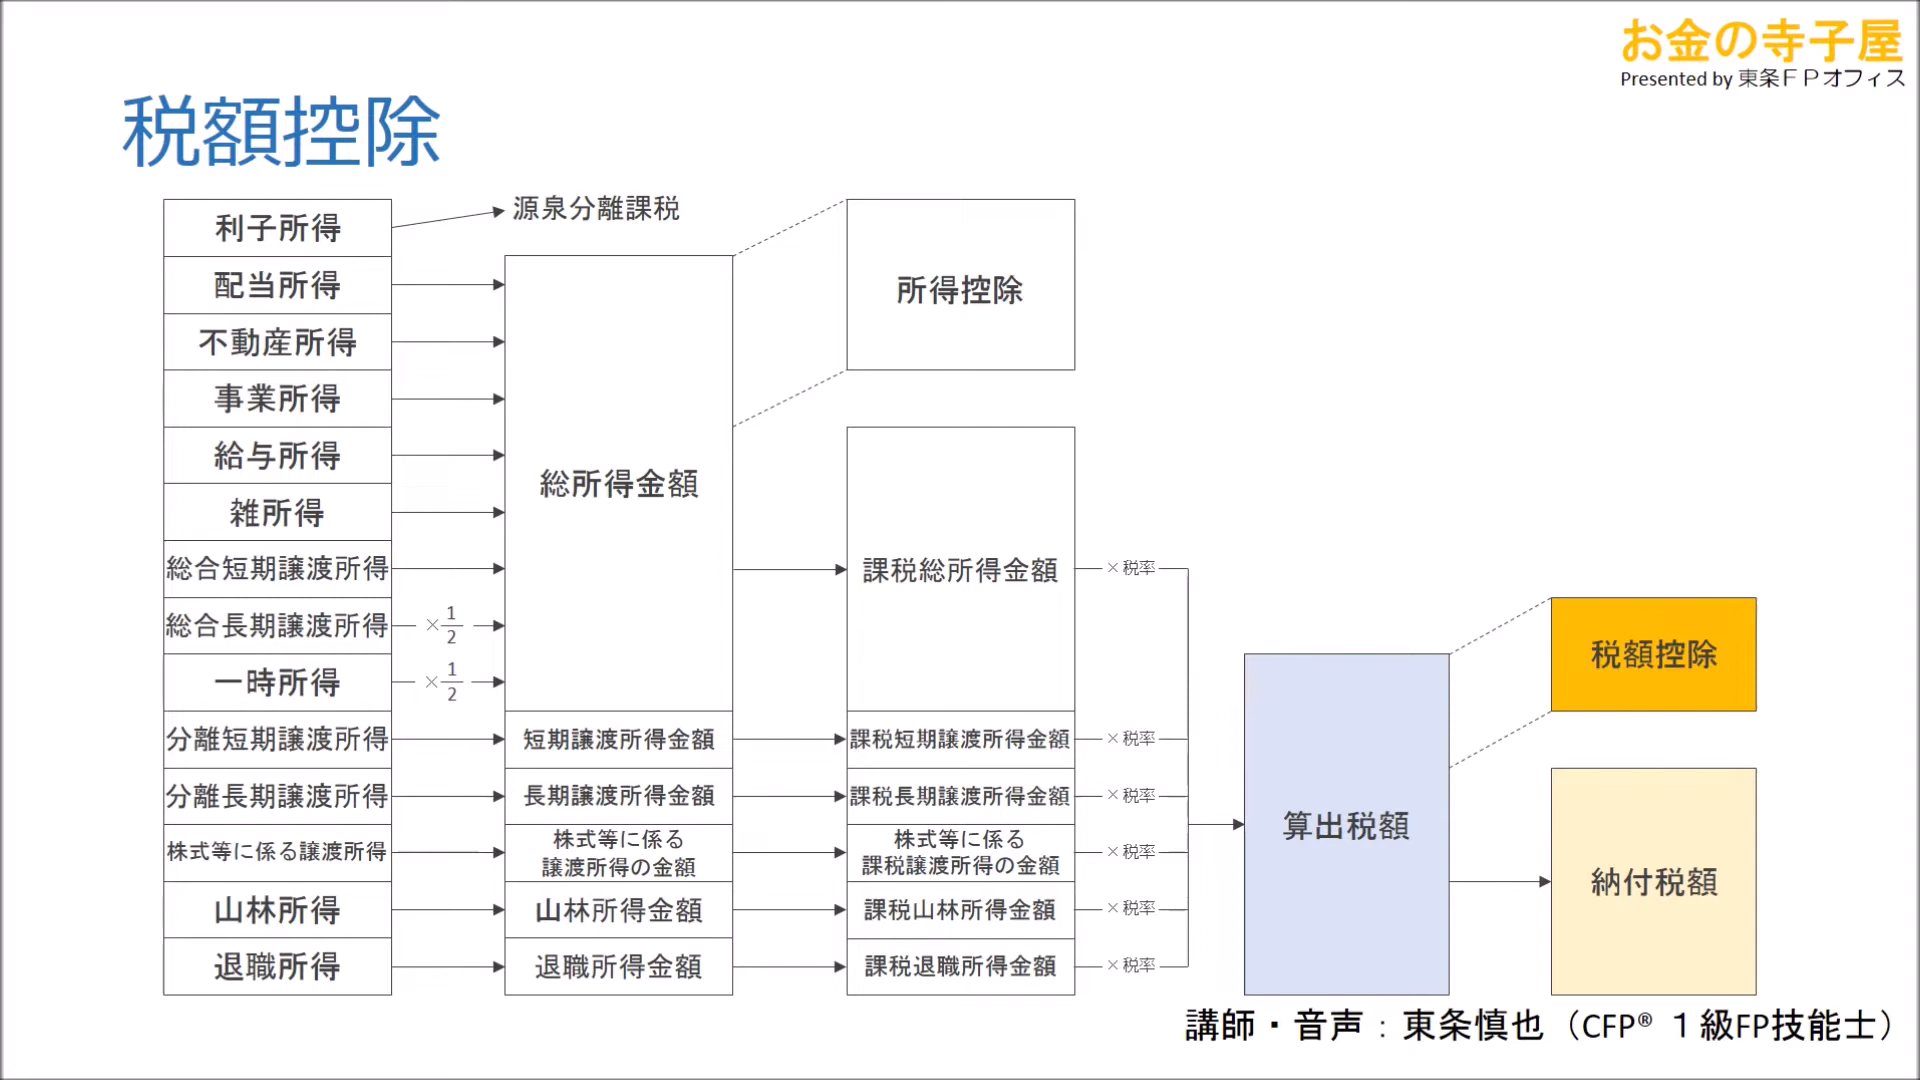 お金の寺子屋
Presented by 東条ＦＰオフィス
税額控除
利子所得
配当所得
不動産所得
事業所得
給与所得
雑所得
総合短期譲渡所得
総合長期譲渡所得
一時所得
分離短期譲渡所得
分離長期譲渡所得
株式等に係る譲渡所得
山林所得
退職所得
×1/2
×1/2
源泉分離課税
総所得金額
短期譲渡所得金額
長期譲渡所得金額
株式等に係る
譲渡所得の金額
山林所得金額
退職所得金額
所得控除
課税総所得金額
課税短期譲渡所得金額
課税長期譲渡所得金額
株式等に係る
課税譲渡所得の金額
課税山林所得金額
課税退職所得金額
×税率
×税率
×税率
×税率
×税率
×税率
算出税額
税額控除
納付税額
講師・音声：東条慎也（CFP® １級FP技能士）